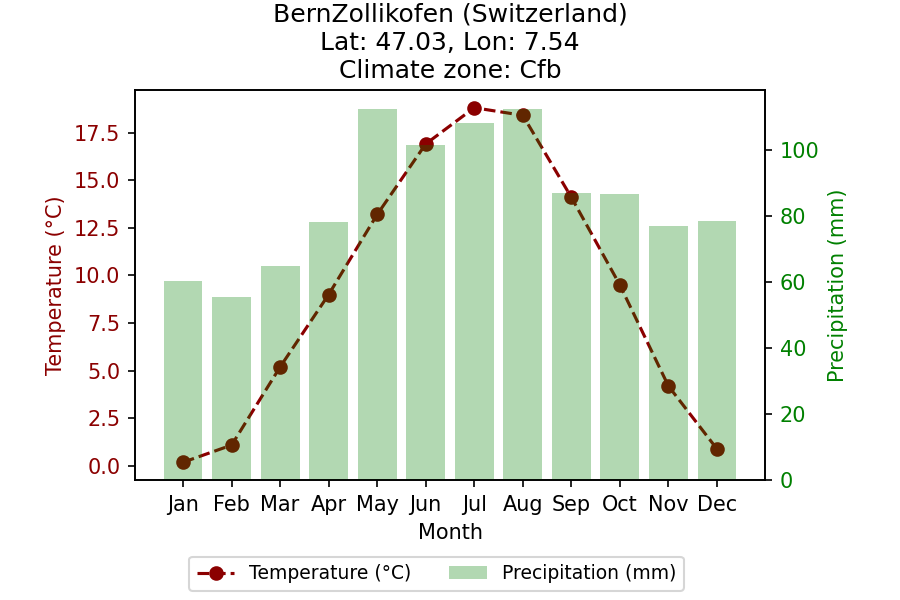 BernZollikofen (Switzerland)
Lat: 47.03, Lon: 7.54
Climate zone: Cfb
Temperature (°C)
17.5
15.0
12.5
10.0
7.5
5.0
2.5
0.0
100
80
60
40
20
0
Precipitation (mm)
Jan Feb Mar Apr May Jun Jul Aug Sep Oct Nov Dec
Month
Temperature (°C) Precipitation (mm)